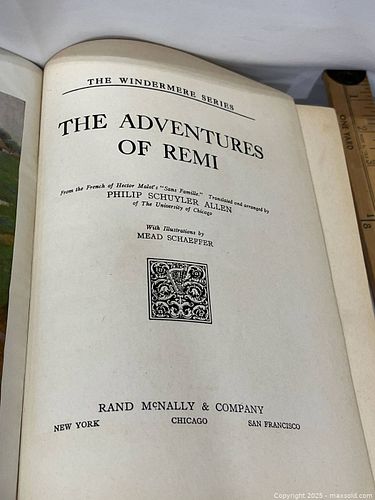 THE WINDERMERE SERIES
THE ADVENTURES
OF REMI
From the French of Hector Malot's "Sans Famille." Translated and arranged by
PHILIP SCHUYLER ALLEN
of The University of Chicago
With Illustrations by
MEAD SCHAEFFER
RAND MCNALLY & COMPANY
NEW YORK CHICAGO SAN FRANCISCO
ONE YARD
Copyright 2025 - maxsold.com